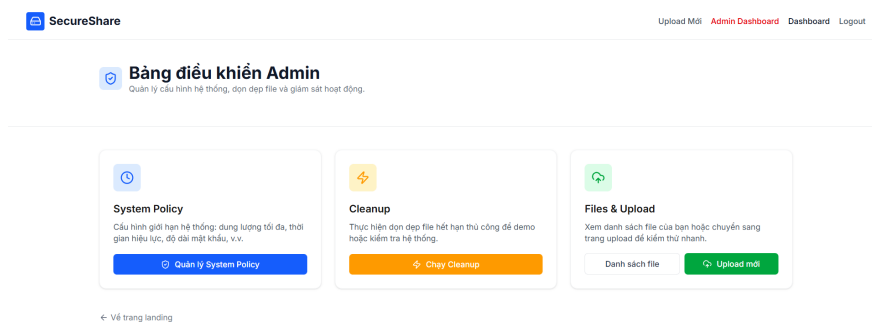 SecureShare
Upload Mới Admin Dashboard Dashboard Logout
Bảng điều khiển Admin
Quản lý cấu hình hệ thống, dọn dẹp file và giám sát hoạt động.
System Policy
Cấu hình giới hạn hệ thống: dung lượng tối đa, thời
gian hiệu lực, độ dài mật khẩu, v.v.
Quản lý System Policy
Cleanup
Thực hiện dọn dẹp file hết hạn thủ công để demo
hoặc kiểm tra hệ thống.
Chạy Cleanup
Files & Upload
Xem danh sách file của bạn hoặc chuyển sang
trang upload để kiểm thử nhanh.
Danh sách file
Upload mới
← Về trang landing